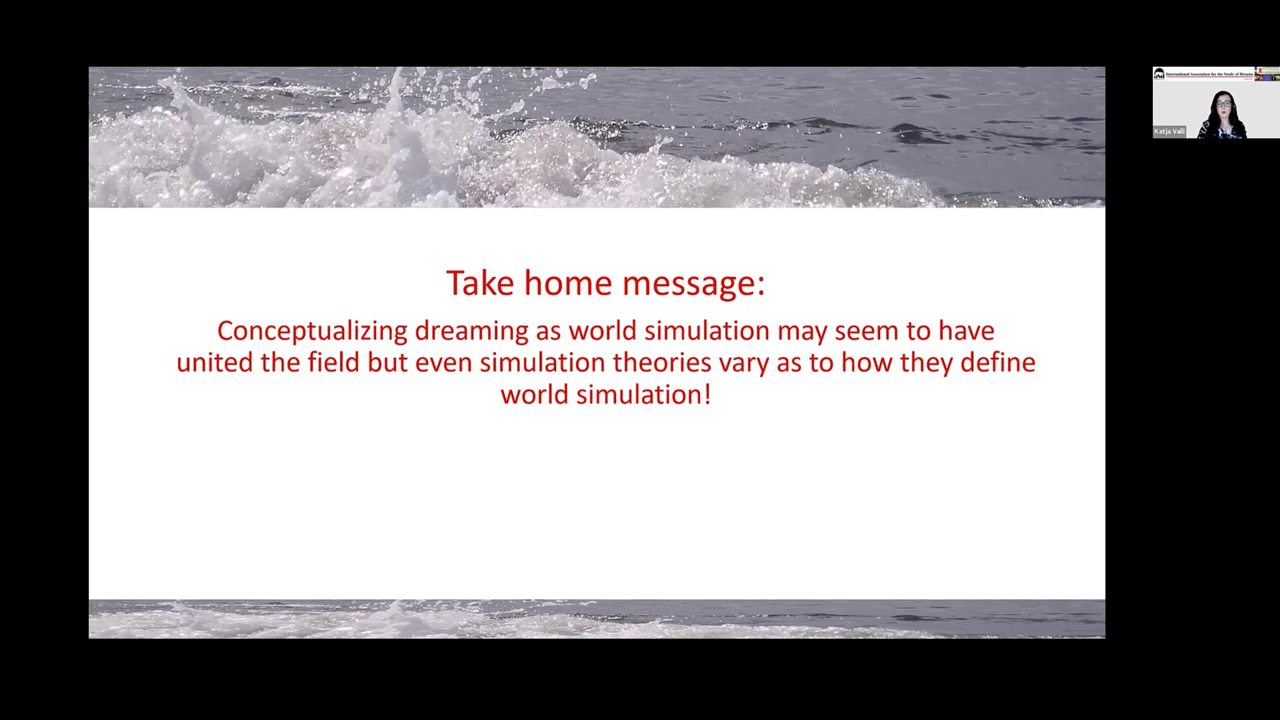 Take home message:
Conceptualizing dreaming as world simulation may seem to have
united the field but even simulation theories vary as to how they define
world simulation!
International Association for the Study of Dreams
Katja Valli